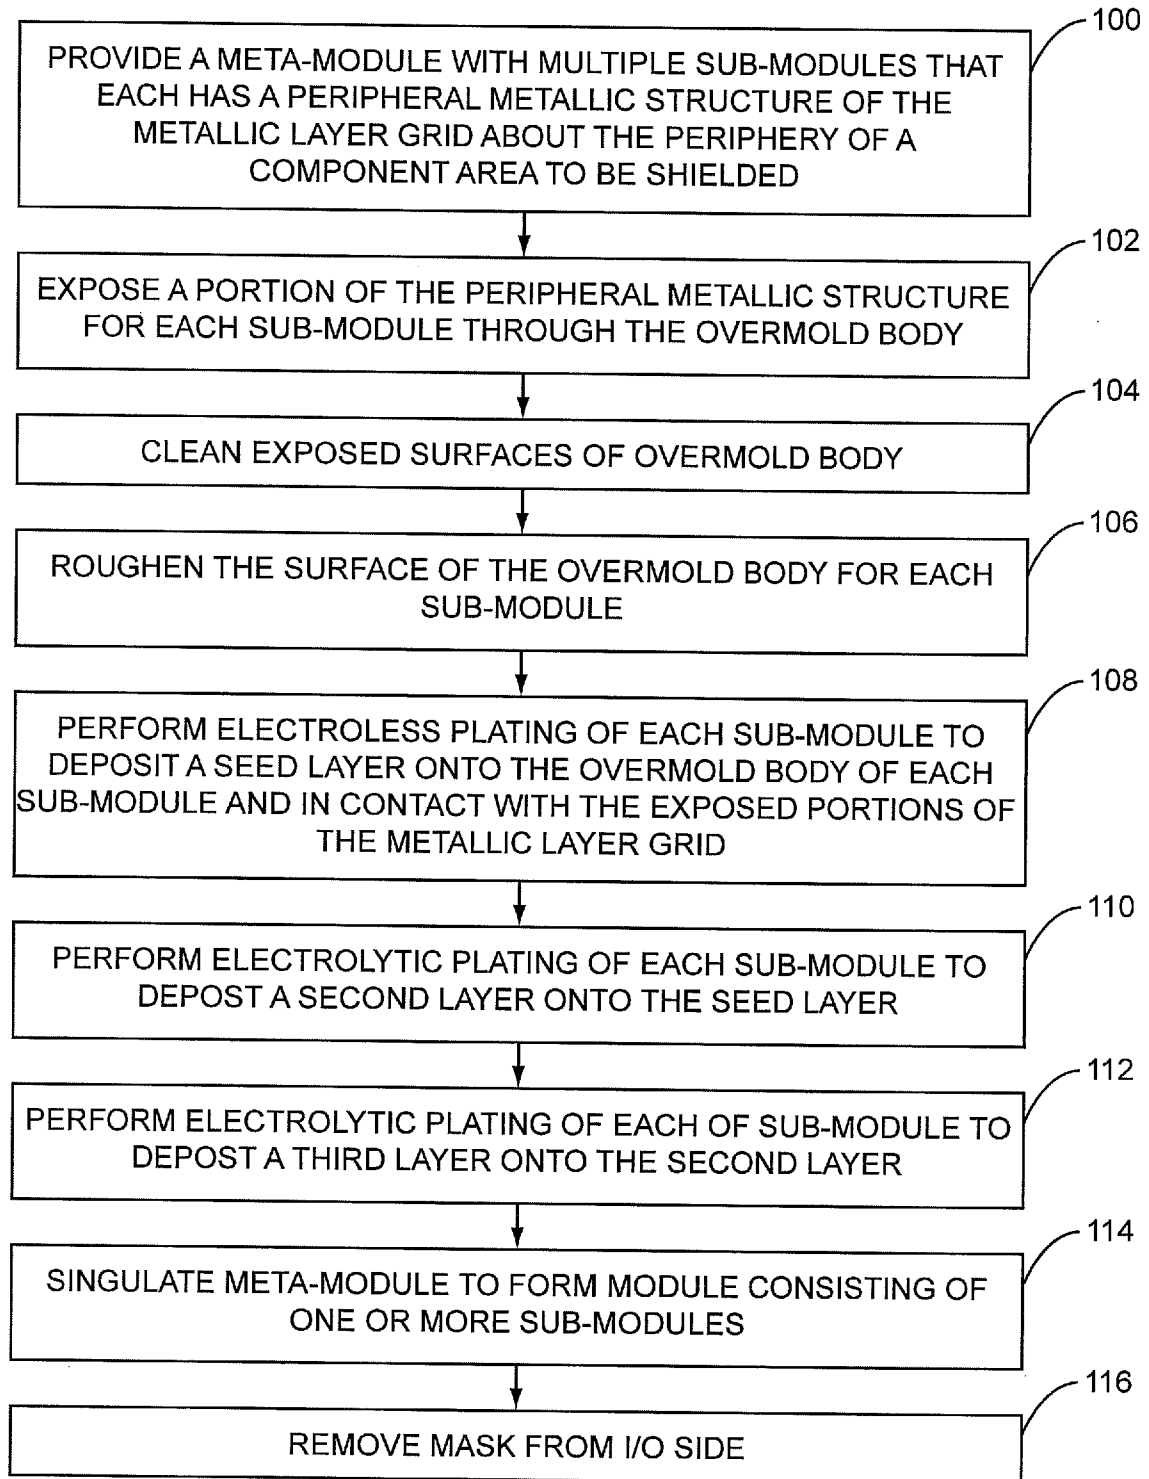 100
PROVIDE A META-MODULE WITH MULTIPLE SUB-MODULES THAT
EACH HAS A PERIPHERAL METALLIC STRUCTURE OF THE
METALLIC LAYER GRID ABOUT THE PERIPHERY OF A
COMPONENT AREA TO BE SHIELDED
102
EXPOSE A PORTION OF THE PERIPHERAL METALLIC STRUCTURE
FOR EACH SUB-MODULE THROUGH THE OVERMOLD BODY
104
CLEAN EXPOSED SURFACES OF OVERMOLD BODY
106
ROUGHEN THE SURFACE OF THE OVERMOLD BODY FOR EACH
SUB-MODULE
108
PERFORM ELECTROLESS PLATING OF EACH SUB-MODULE TO
DEPOSIT A SEED LAYER ONTO THE OVERMOLD BODY OF EACH
SUB-MODULE AND IN CONTACT WITH THE EXPOSED PORTIONS OF
THE METALLIC LAYER GRID
110
PERFORM ELECTROLYTIC PLATING OF EACH SUB-MODULE TO
DEPOST A SECOND LAYER ONTO THE SEED LAYER
112
PERFORM ELECTROLYTIC PLATING OF EACH OF SUB-MODULE TO
DEPOST A THIRD LAYER ONTO THE SECOND LAYER
114
SINGULATE META-MODULE TO FORM MODULE CONSISTING OF
ONE OR MORE SUB-MODULES
116
REMOVE MASK FROM I/O SIDE